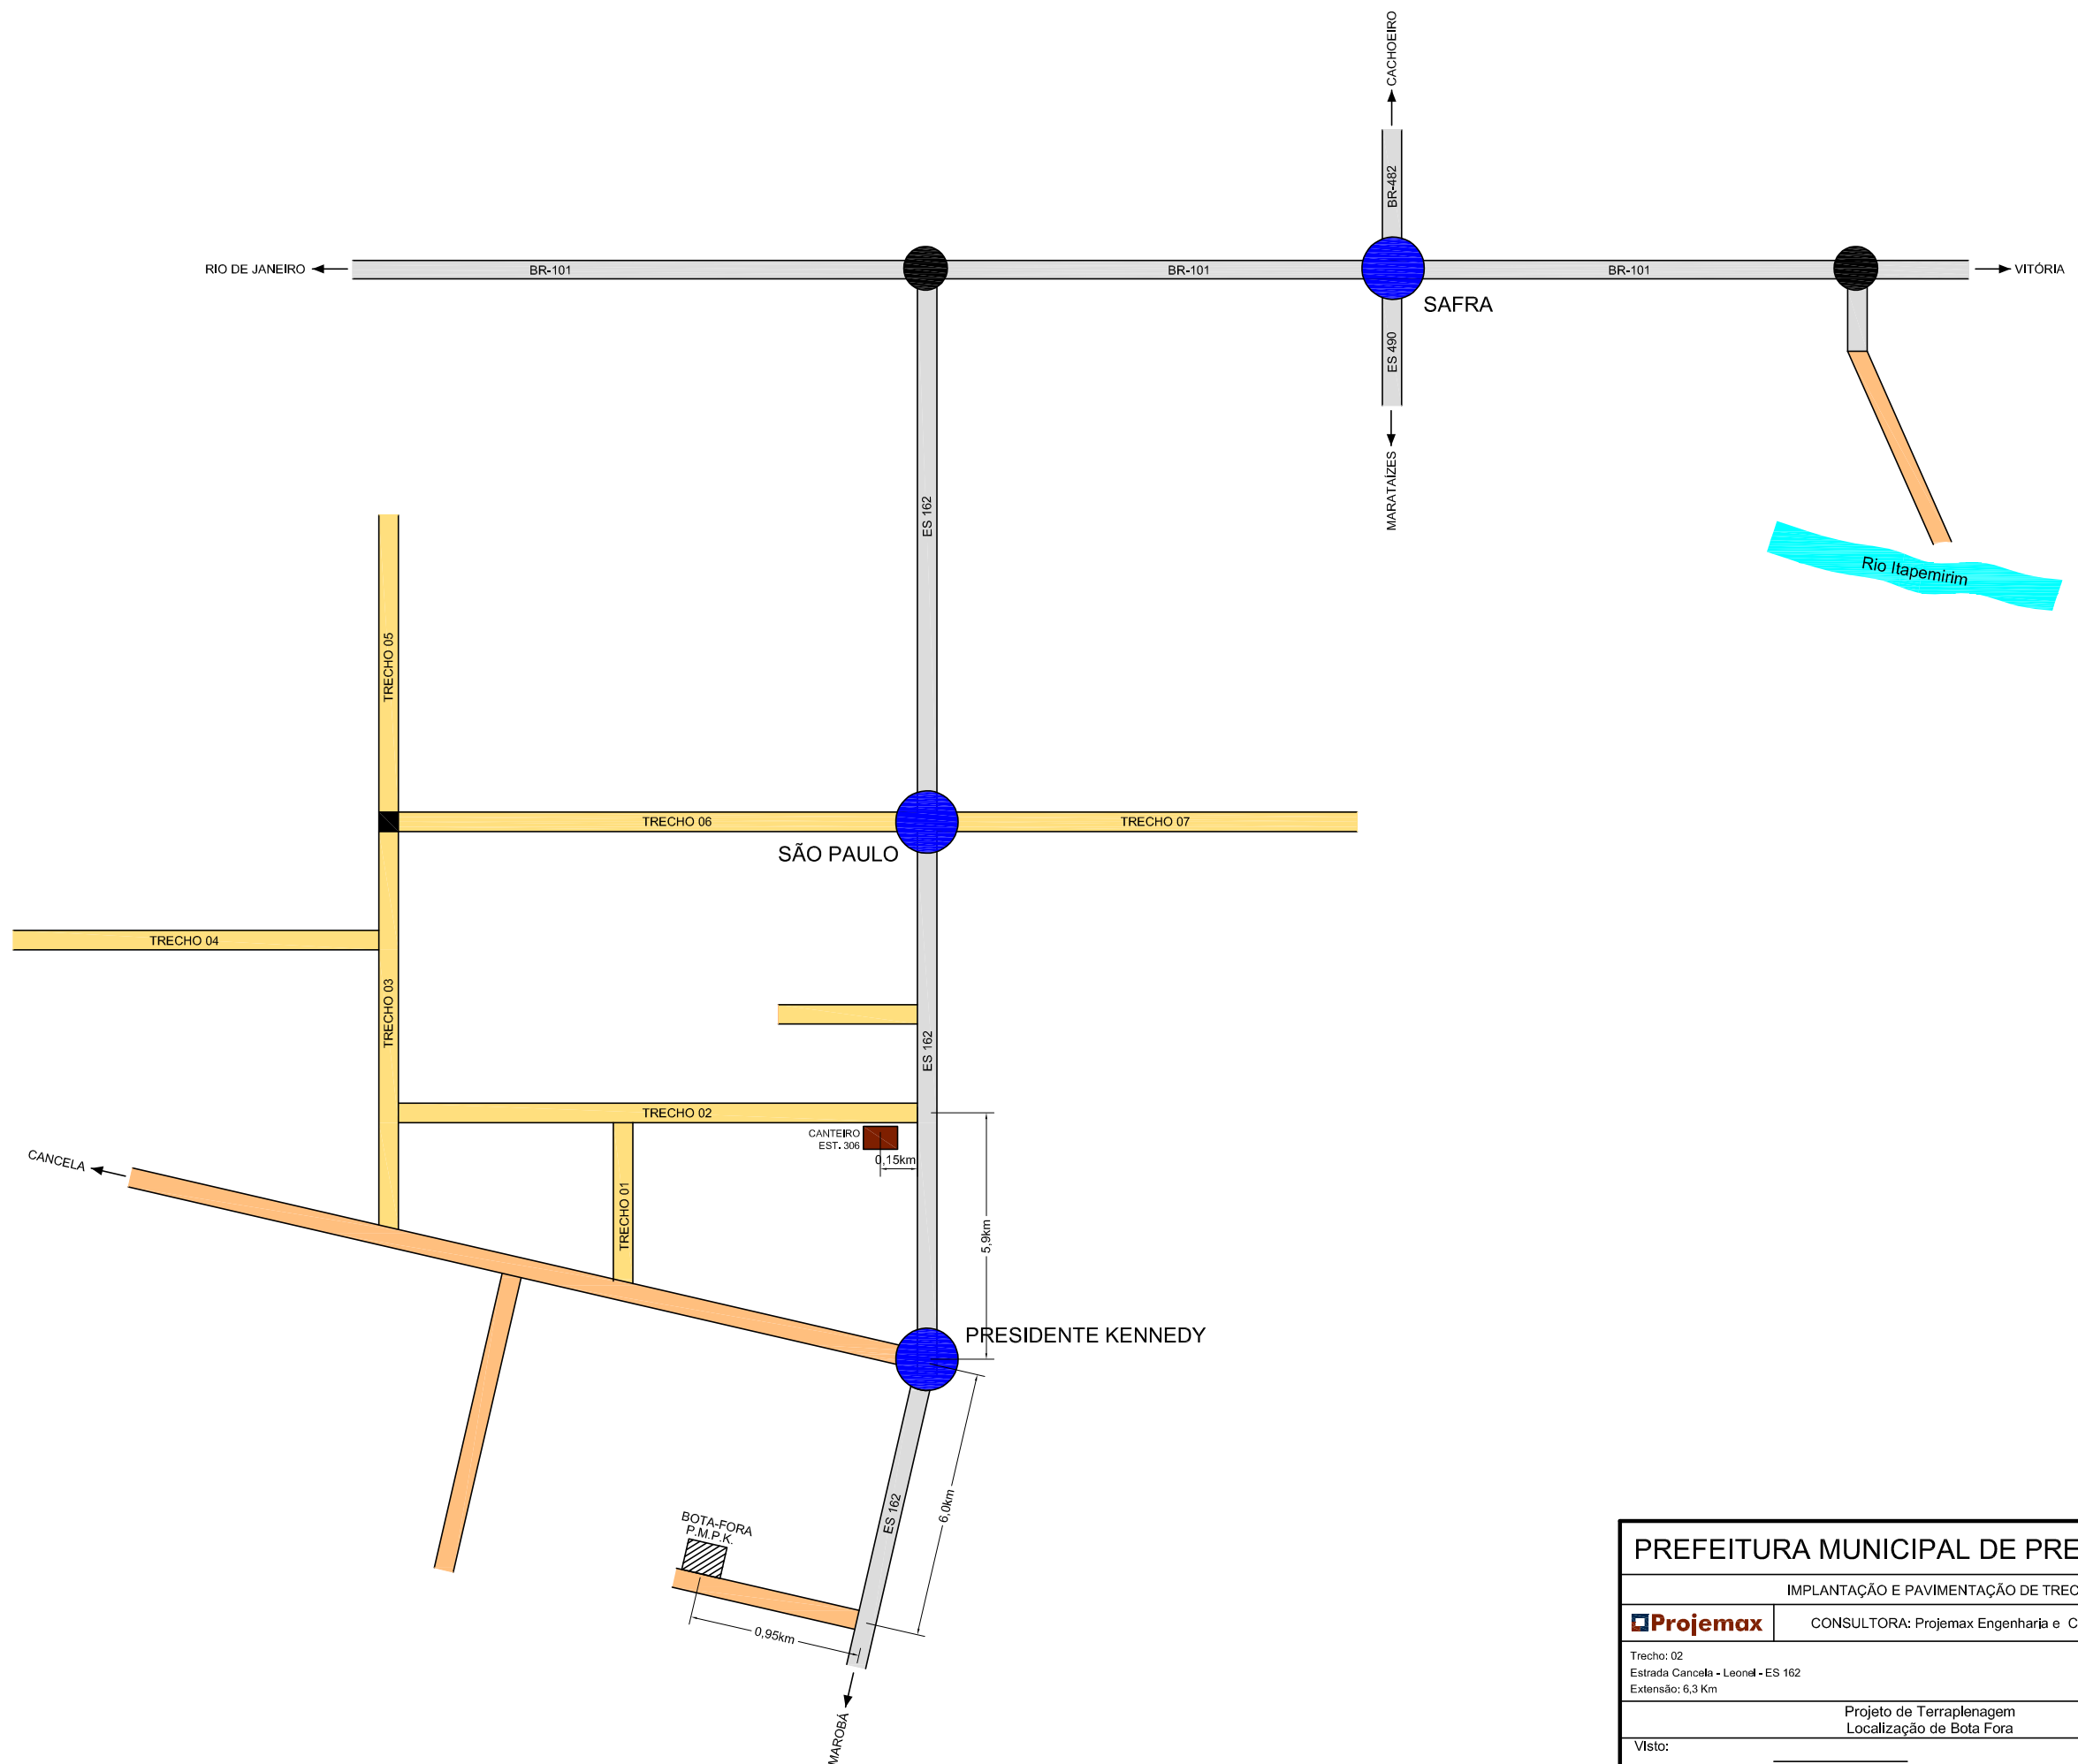 CACHOEIRO
BR-482
RIO DE JANEIRO
BR-101
BR-101
BR-101
VITÓRIA
SAFRA
ES 490
MARATAÍZES
ES 162
Rio Itapemirim
TRECHO 05
TRECHO 06
TRECHO 07
SÃO PAULO
TRECHO 04
TRECHO 03
ES 162
TRECHO 02
CANTEIRO
EST. 306
0,15km
CANCELA
TRECHO 01
5,9km
PRESIDENTE KENNEDY
6,0km
ES 162
BOTA-FORA
P.M.P.K.
0,95km
MAROBÁ
PREFEITURA MUNICIPAL DE PRE
IMPLANTAÇÃO E PAVIMENTAÇÃO DE TREC
Projemax
CONSULTORA: Projemax Engenharia e C
Trecho: 02
Estrada Cancela - Leonel - ES 162
Extensão: 6,3 Km
Projeto de Terraplenagem
Localização de Bota Fora
Visto: